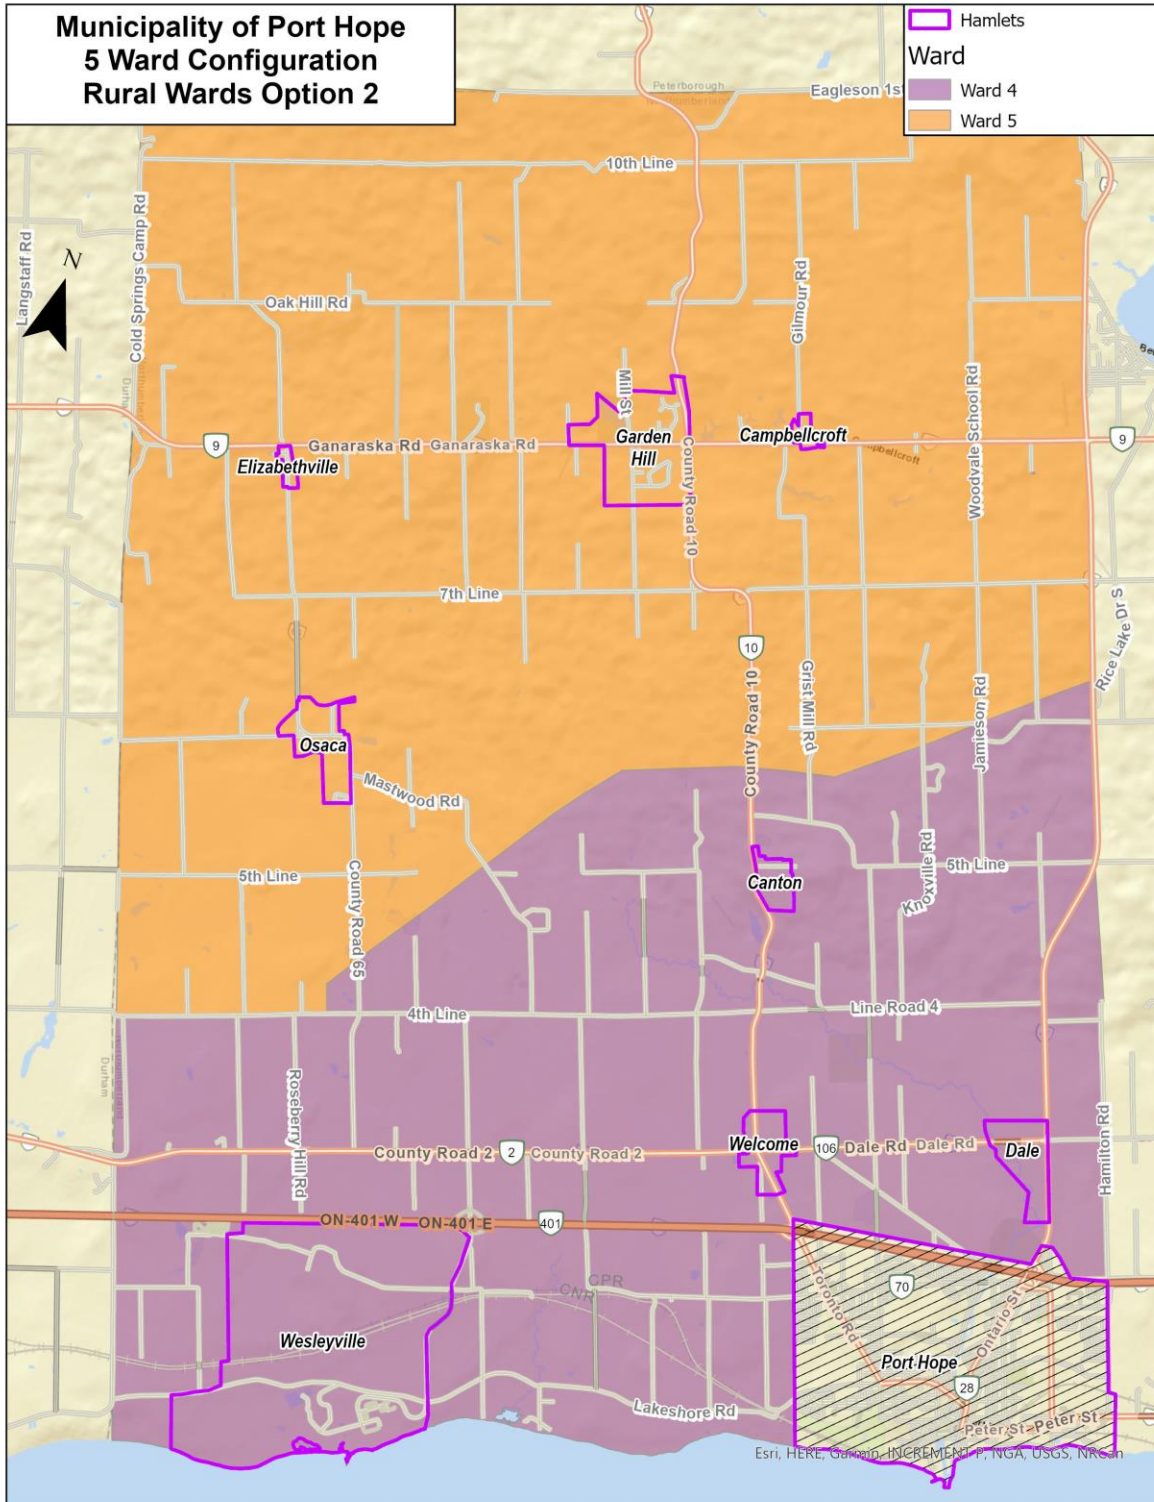 Municipality of Port Hope
5 Ward Configuration
Rural Wards Option 2
Hamlets
Ward
Ward 4
Ward 5
N
Peterborough
Eagleson 1st
10th Line
Langstaff Rd
Cold Springs Camp Rd
Oak Hill Rd
Gilmour Rd
Mill St
Woodvale School Rd
9
Ganaraska Rd
Ganaraska Rd
Garden
Hill
Campbellcroft
Campbellcroft
9
Elizabethville
County Road 10
7th Line
10
Rice Lake Dr S
County Road 10
Grist Mill Rd
Jamieson Rd
Osaca
Mastwood Rd
5th Line
County Road 65
Canton
Knoxville Rd
5th Line
4th Line
Line Road 4
Durham
Roseberry Hill Rd
County Road 2
2
County Road 2
Welcome
106
Dale Rd
Dale Rd
Dale
Hamilton Rd
ON-401 W
ON-401 E
401
CPR
CNR
Toronto Rd
70
Ontario St
Wesleyville
Port Hope
28
Lakeshore Rd
Peter St
Peter St
Esri, HERE, Garmin, INCREMENT P, NGA, USGS, NRCan